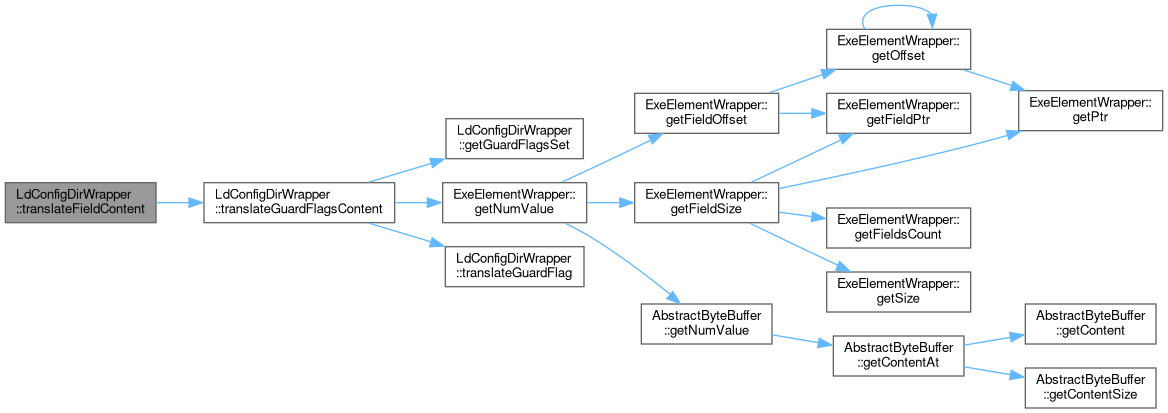 LdConfigDirWrapper
::translateFieldContent
LdConfigDirWrapper
::translateGuardFlagsContent
LdConfigDirWrapper
::getGuardFlagsSet
ExeElementWrapper::
getNumValue
LdConfigDirWrapper
::translateGuardFlag
ExeElementWrapper::
getFieldOffset
ExeElementWrapper::
getFieldSize
AbstractByteBuffer
::getNumValue
ExeElementWrapper::
getOffset
ExeElementWrapper::
getFieldPtr
ExeElementWrapper::
getFieldsCount
ExeElementWrapper::
getSize
AbstractByteBuffer
::getContentAt
ExeElementWrapper::
getPtr
AbstractByteBuffer
::getContent
AbstractByteBuffer
::getContentSize